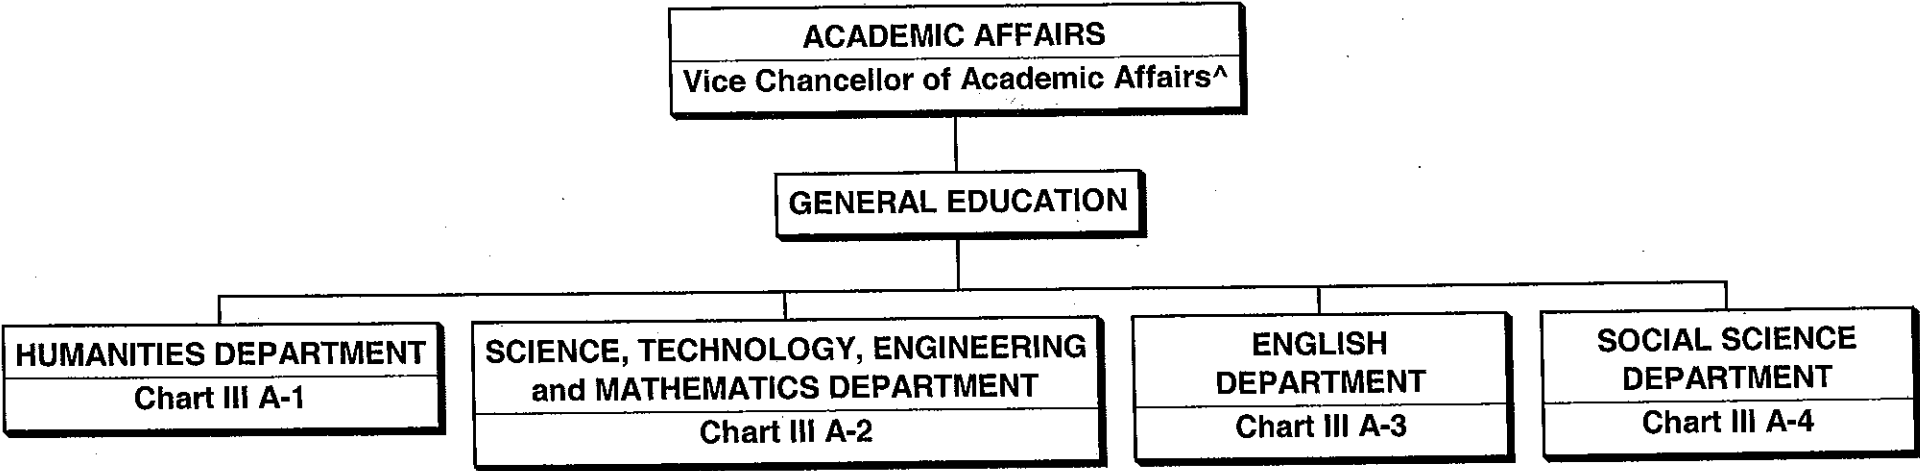 ACADEMIC AFFAIRS
Vice Chancellor of Academic Affairs^
GENERAL EDUCATION
HUMANITIES DEPARTMENT
Chart III A-1
SCIENCE, TECHNOLOGY, ENGINEERING
and MATHEMATICS DEPARTMENT
Chart III A-2
ENGLISH
DEPARTMENT
Chart III A-3
SOCIAL SCIENCE
DEPARTMENT
Chart III A-4